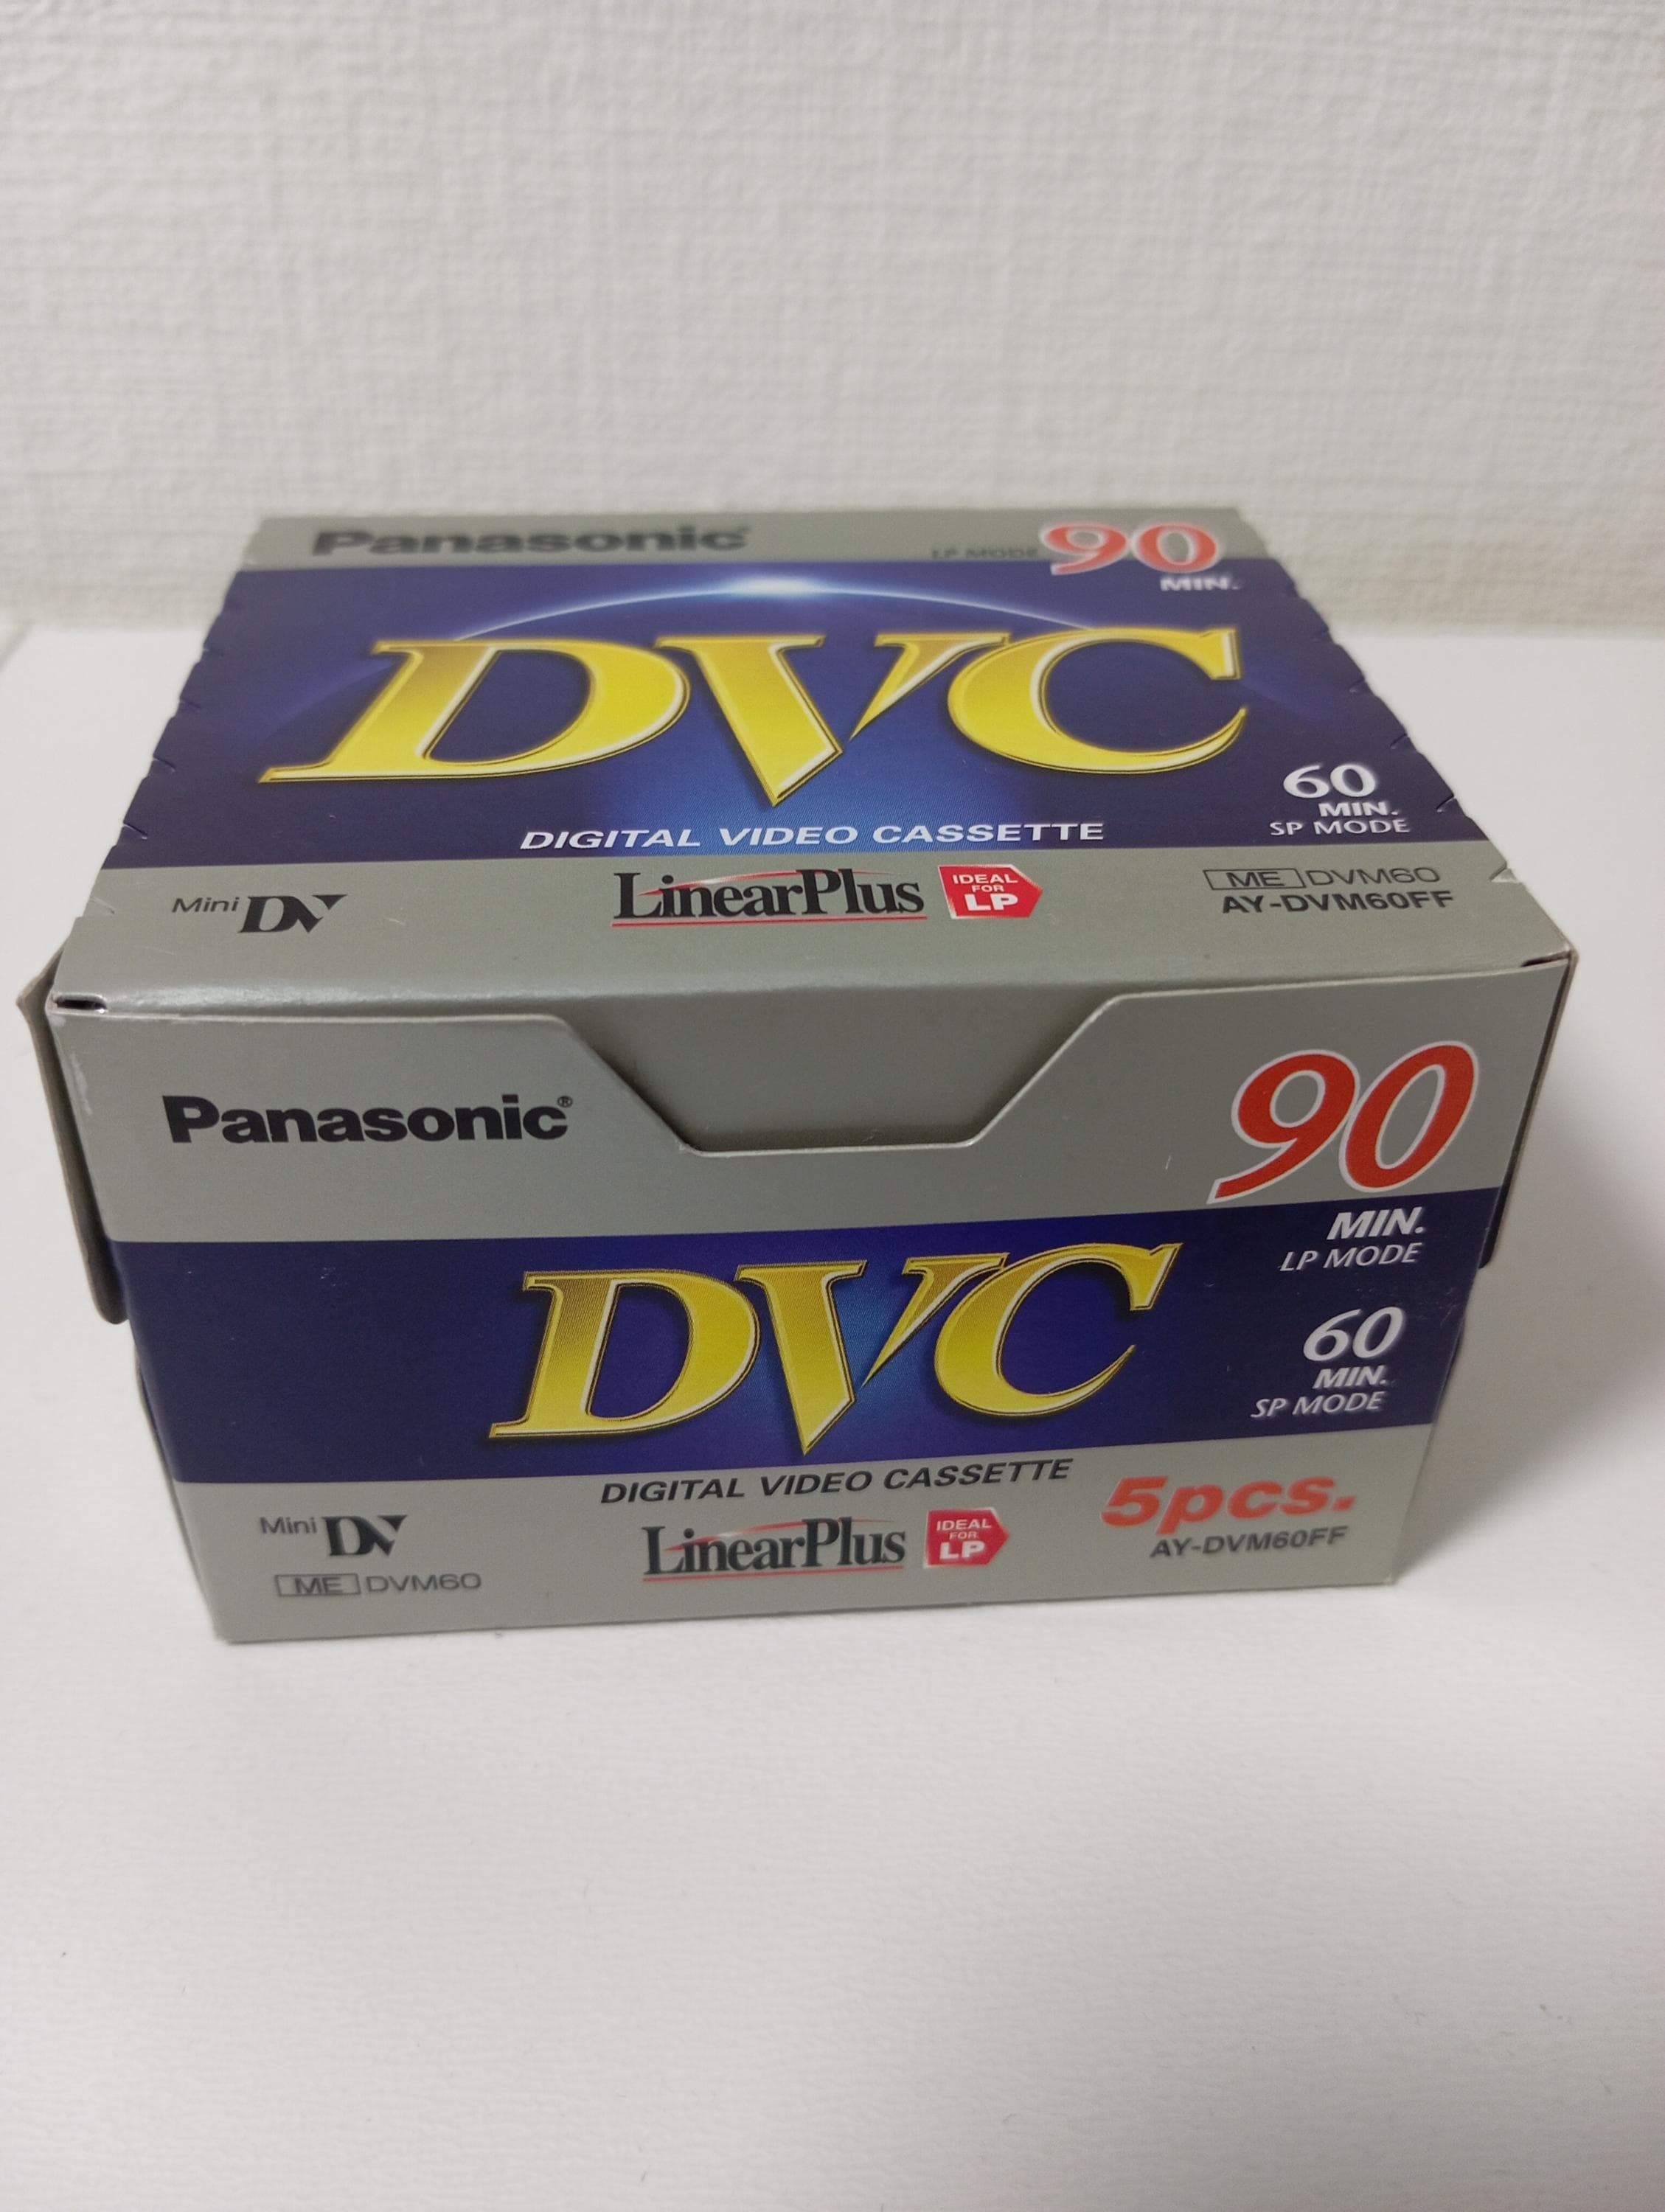 Panasonic
LP MODE 90
MIN.
DVC
60
MIN.
SP MODE
DIGITAL VIDEO CASSETTE
Mini DV
LinearPlus
IDEAL
FOR
LP
ME DVM60
AY-DVM60FF
Panasonic®
90
MIN.
LP MODE
DVC
60
MIN.
SP MODE
DIGITAL VIDEO CASSETTE
Mini DV
ME DVM60
LinearPlus
IDEAL
FOR
LP
5pcs.
AY-DVM60FF